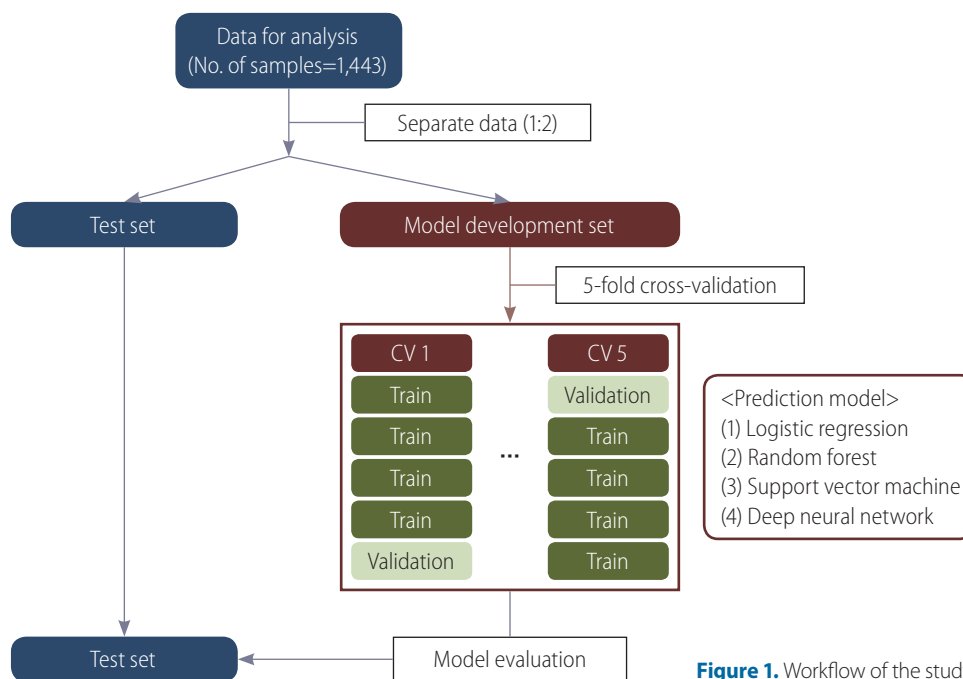 Data for analysis
(No. of samples=1,443)
Separate data (1:2)
Test set
Model development set
5-fold cross-validation
CV 1
Train
Train
Train
Train
Validation
...
CV 5
Validation
Train
Train
Train
Train
<Prediction model>
(1) Logistic regression
(2) Random forest
(3) Support vector machine
(4) Deep neural network
Test set
Model evaluation
Figure 1. Workflow of the stud